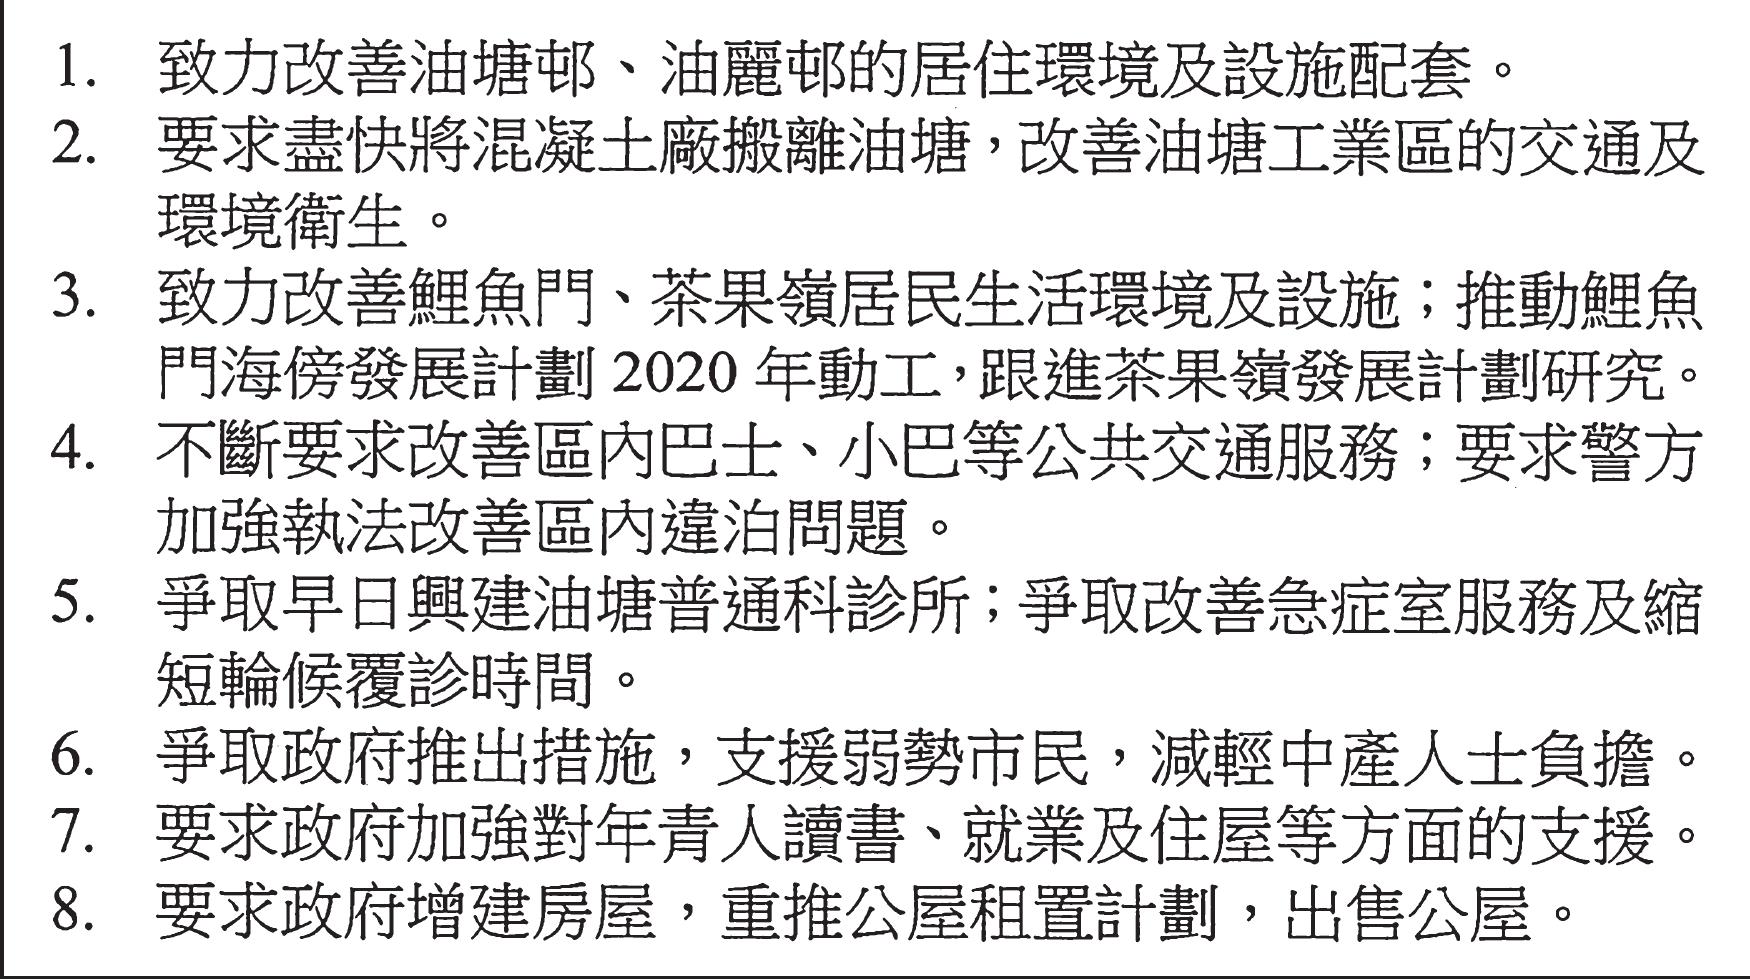 1. 致力改善油塘邨、油麗邨的居住環境及設施配套。
2. 要求盡快將混凝土廠搬離油塘，改善油塘工業區的交通及
環境衛生。
3. 致力改善鯉魚門、茶果嶺居民生活環境及設施；推動鯉魚
門海傍發展計劃 2020 年動工，跟進茶果嶺發展計劃研究。
4. 不斷要求改善區內巴士、小巴等公共交通服務；要求警方
加強執法改善區內違泊問題。
5. 爭取早日興建油塘普通科診所；爭取改善急症室服務及縮
短輪候覆診時間。
6. 爭取政府推出措施，支援弱勢市民，減輕中產人士負擔。
7. 要求政府加強對年青人讀書、就業及住屋等方面的支援。
8. 要求政府增建房屋，重推公屋租置計劃，出售公屋。